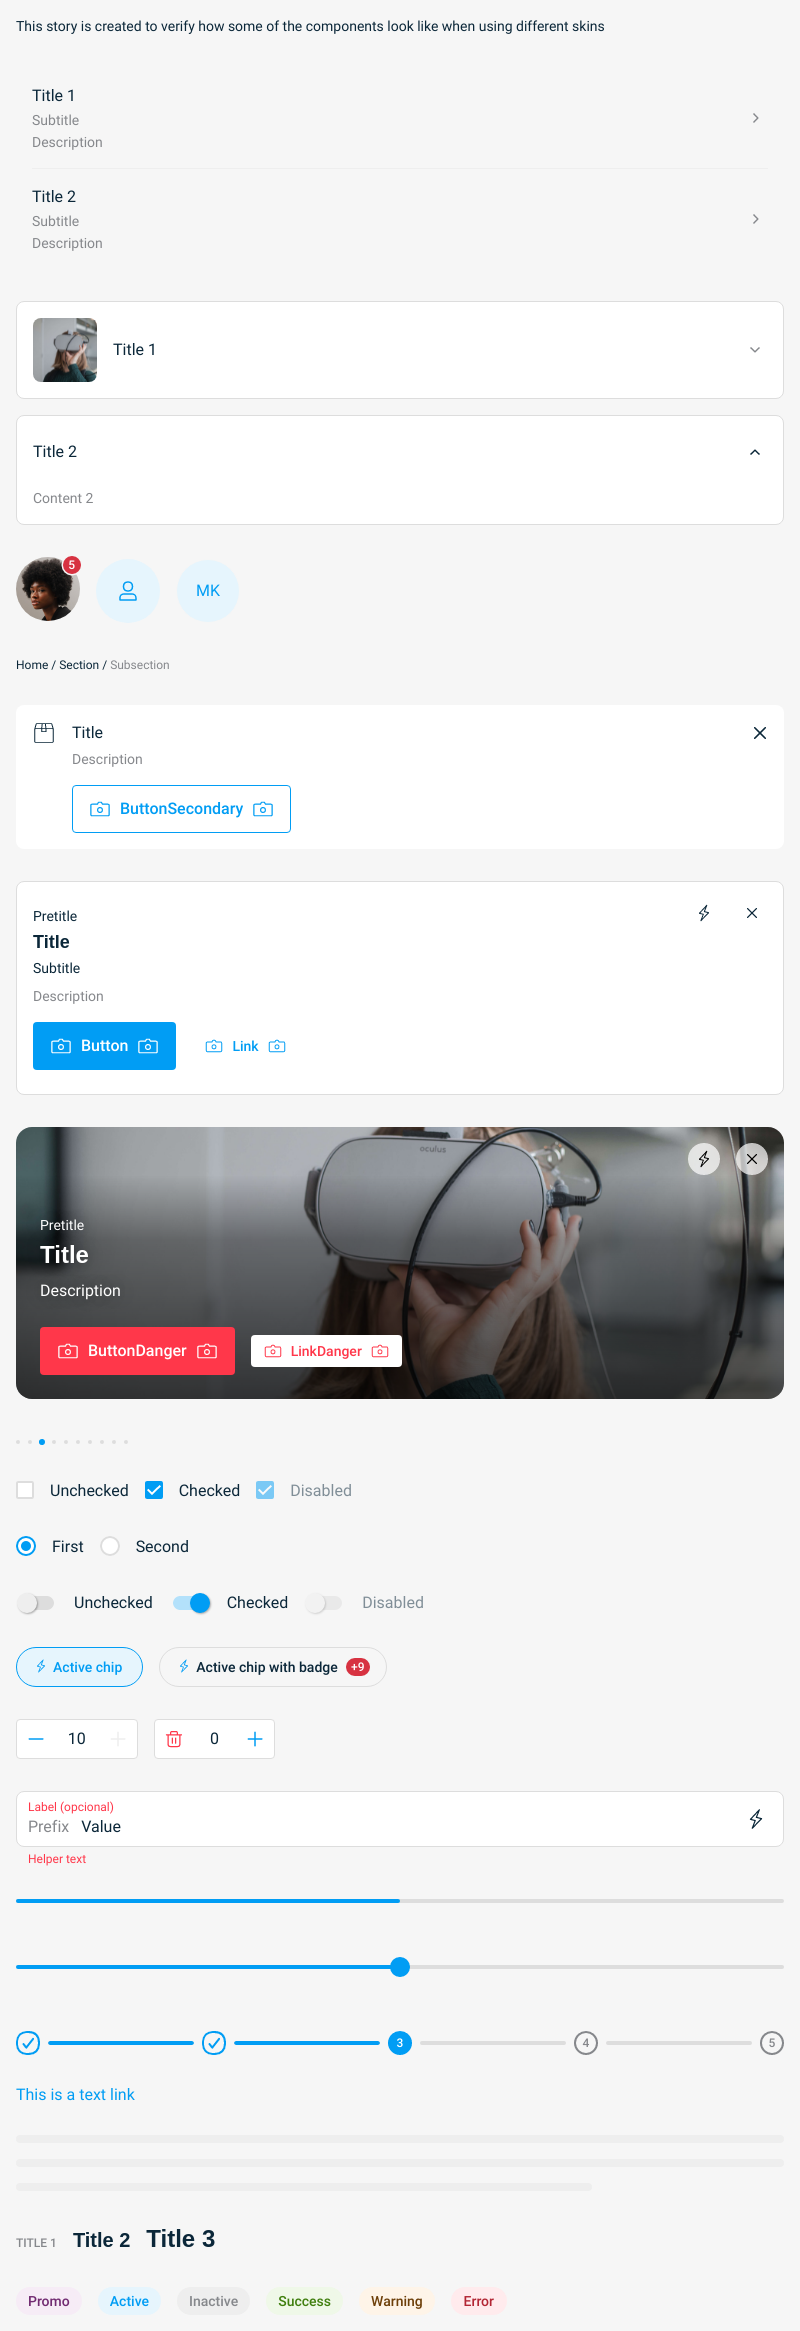 This story is created to verify how some of the components look like when using different skins
Title 1
Subtitle
Description
Title 2
Subtitle
Description
Title 1
Title 2
Content 2
5
MK
Home / Section / Subsection
Title
Description
ButtonSecondary
Pretitle
Title
Subtitle
Description
Button Link
oculus
Pretitle
Title
Description
ButtonDanger LinkDanger
Unchecked Checked Disabled
First Second
Unchecked Checked Disabled
Active chip Active chip with badge +9
10 0
Label (opcional)
Prefix Value
Helper text
3 4 5
This is a text link
TITLE 1 Title 2 Title 3
Promo Active Inactive Success Warning Error